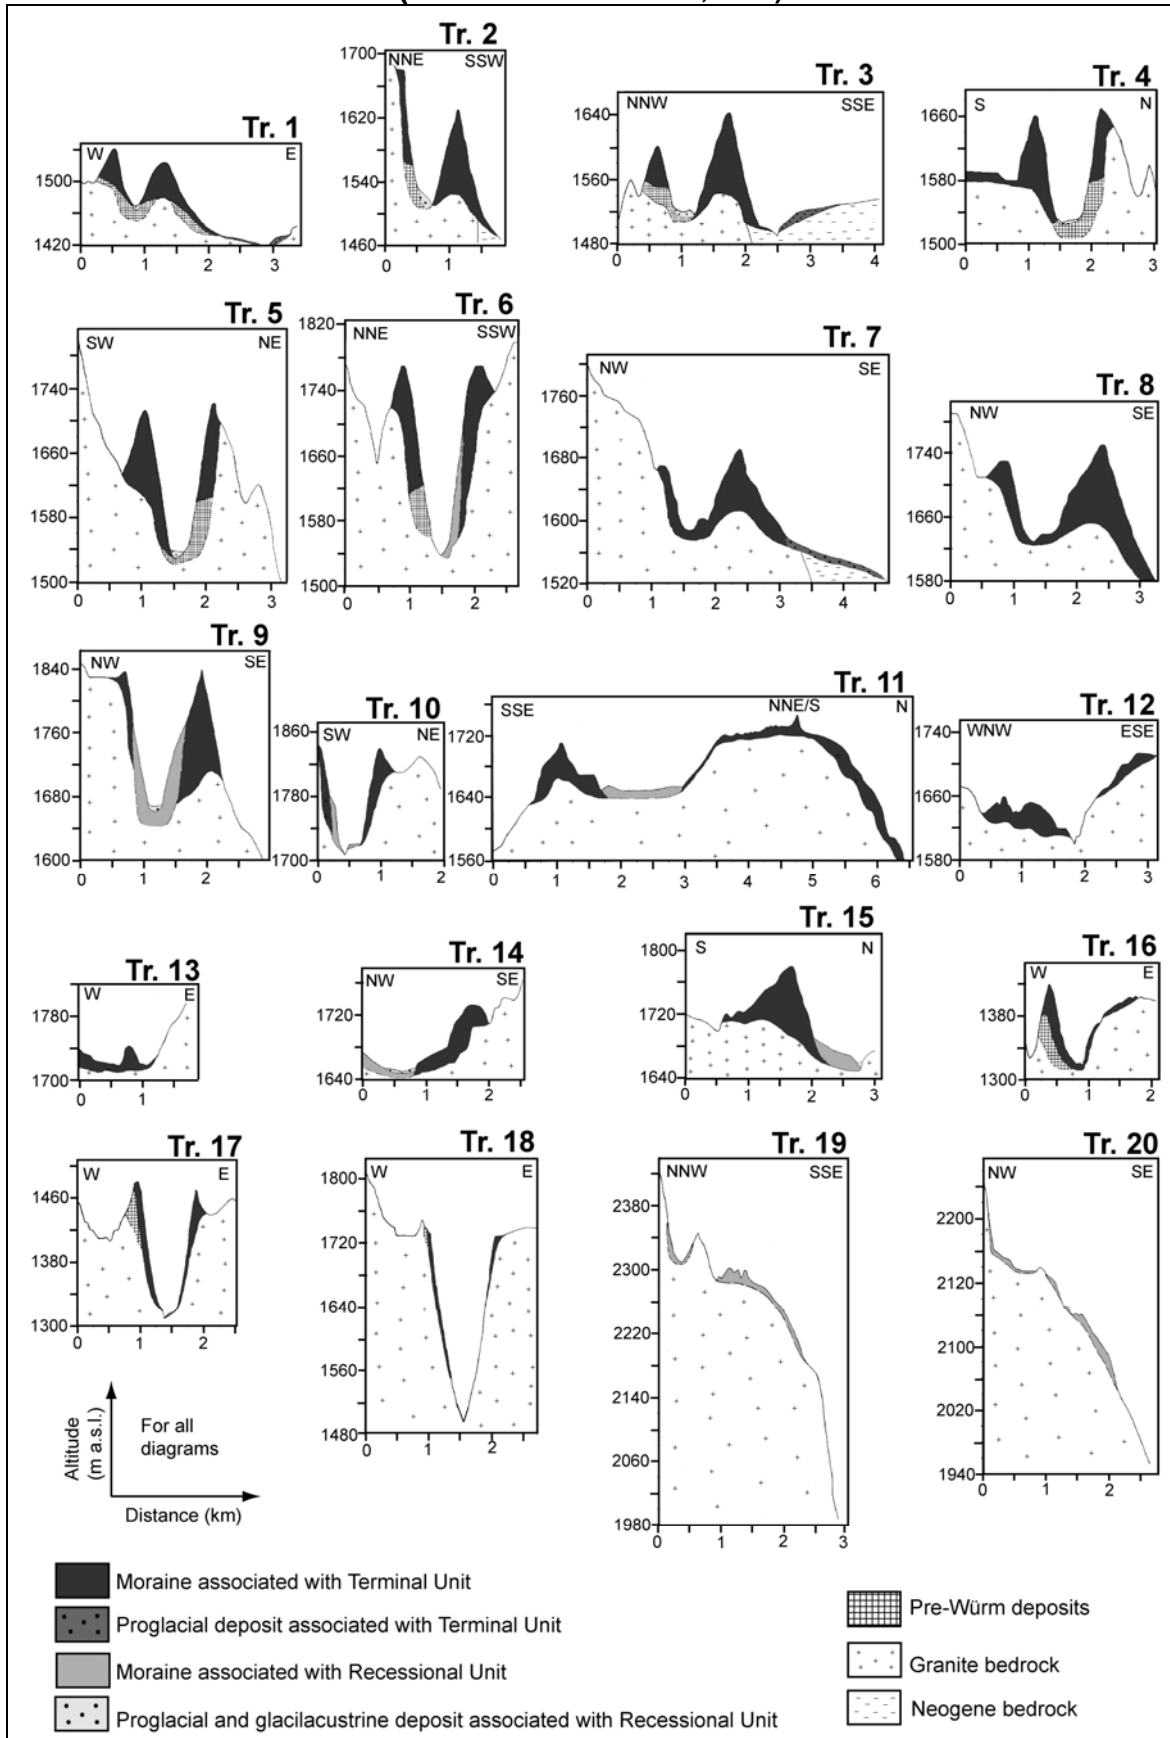 Tr. 1
W E
1500
1420
0 1 2 3
Tr. 2
NNE SSW
1700
1620
1540
1460
0 1
Tr. 3
NNW SSE
1640
1560
1480
0 1 2 3 4
Tr. 4
S N
1660
1580
1500
0 1 2 3
Tr. 5
SW NE
1740
1660
1580
1500
0 1 2 3
Tr. 6
NNE SSW
1820
1740
1660
1580
1500
0 1 2
Tr. 7
NW SE
1760
1680
1600
1520
0 1 2 3 4
Tr. 8
NW SE
1740
1660
1580
0 1 2 3
Tr. 9
NW SE
1840
1760
1680
1600
0 1 2
Tr. 10
SW NE
1860
1780
1700
0 1 2
Tr. 11
SSE NNE/S N
1720
1640
1560
0 1 2 3 4 5 6
Tr. 12
WNW ESE
1740
1660
1580
0 1 2 3
Tr. 13
W E
1780
1700
0 1
Tr. 14
NW SE
1720
1640
0 1 2
Tr. 15
S N
1800
1720
1640
0 1 2 3
Tr. 16
W E
1380
1300
0 1 2
Tr. 17
W E
1460
1380
1300
0 1 2
Tr. 18
W E
1800
1720
1640
1560
1480
0 1 2
Tr. 19
NNW SSE
2380
2300
2220
2140
2060
1980
0 1 2 3
Tr. 20
NW SE
2200
2120
2100
2020
1940
0 1 2
Altitude
(m a.s.l.)
For all
diagrams
Distance (km)
Moraine associated with Terminal Unit
Proglacial deposit associated with Terminal Unit
Moraine associated with Recessional Unit
Proglacial and glacilacustrine deposit associated with Recessional Unit
Pre-Würm deposits
Granite bedrock
Neogene bedrock